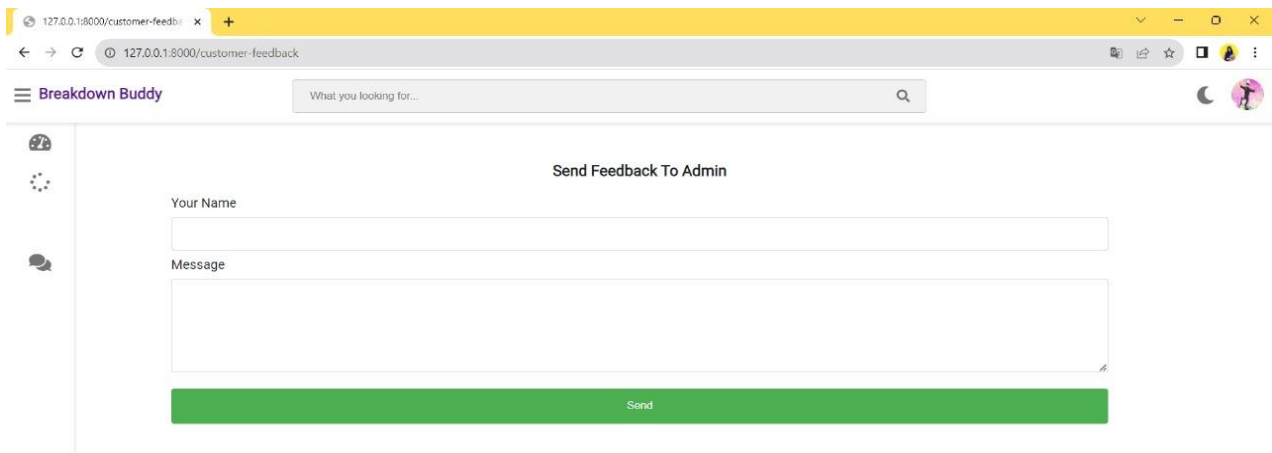 127.0.0.1:8000/customer-feedba
127.0.0.1:8000/customer-feedback
Breakdown Buddy
What you looking for...
Send Feedback To Admin
Your Name
Message
Send